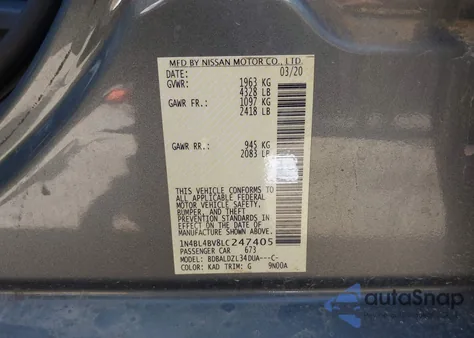 MFD BY NISSAN MOTOR CO., LTD.
DATE: 03/20
GVWR: 1963 KG
4328 LB
GAWR FR.: 1097 KG
2418 LB
GAWR RR.: 945 KG
2083 LB
THIS VEHICLE CONFORMS TO
ALL APPLICABLE U.S. FEDERAL
MOTOR VEHICLE SAFETY,
BUMPER, AND THEFT
PREVENTION STANDARDS
IN EFFECT ON THE DATE OF
MANUFACTURE SHOWN ABOVE.
1N4BL4BV8LC247405
PASSENGER CAR 673
MODEL: BDBALDZL34DUA---C-
COLOR: KAD TRIM: G 9N00A
autoSnap